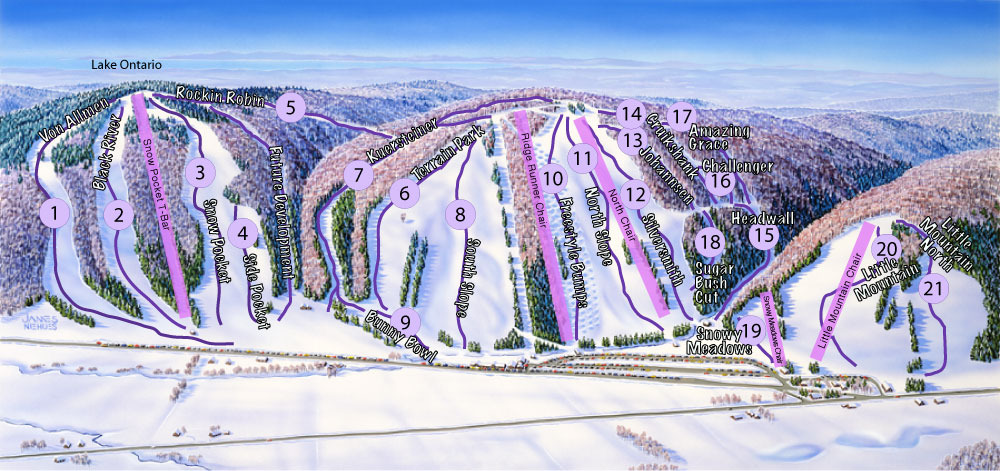 Lake Ontario
Von Allmen
Black River
Snow Pocket T-Bar
Rockin Robin
5
1
2
3
Snow Pocket
4
Side Pocket
Future Development
Kuersteiner
7
Terrain Park
6
8
South slope
9
Bunny Bowl
Ridge Runner Chair
10
Freestyle Bumps
11
North slope
North Chair
12
Silversmith
14
Cruikshank
13
Johannsen
17
Amazing
Grace
Challenger
16
Headwall
15
18
Sugar
Bush
Cut
Snowy
Meadows
19
Snowy Meadows Chair
Little Mountain Chair
20
Little
Mountain
Little
Mountain
North
21
JAMES
NIEHUES